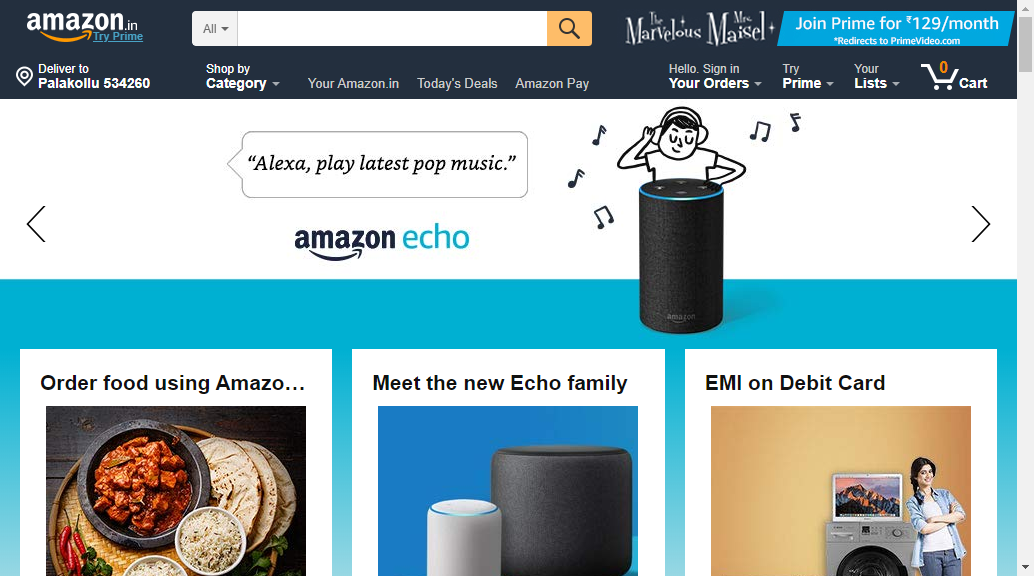 amazon.in
Try Prime
All
The Marvelous Mrs. Maisel
Join Prime for ₹129/month
*Redirects to PrimeVideo.com
Deliver to
Palakollu 534260
Shop by
Category
Your Amazon.in
Today's Deals
Amazon Pay
Hello. Sign in
Your Orders
Try
Prime
Your
Lists
0
Cart
“Alexa, play latest pop music.”
amazon echo
amazon
Order food using Amazo...
Meet the new Echo family
EMI on Debit Card